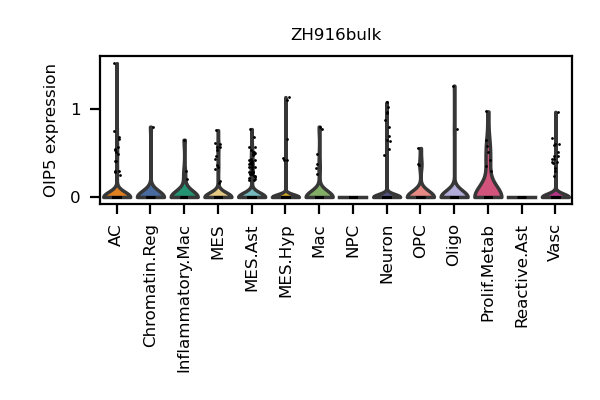 ZH916bulk
OIP5 expression
1
0
AC
Chromatin.Reg
Inflammatory.Mac
MES
MES.Ast
MES.Hyp
Mac
NPC
Neuron
OPC
Oligo
Prolif.Metab
Reactive.Ast
Vasc